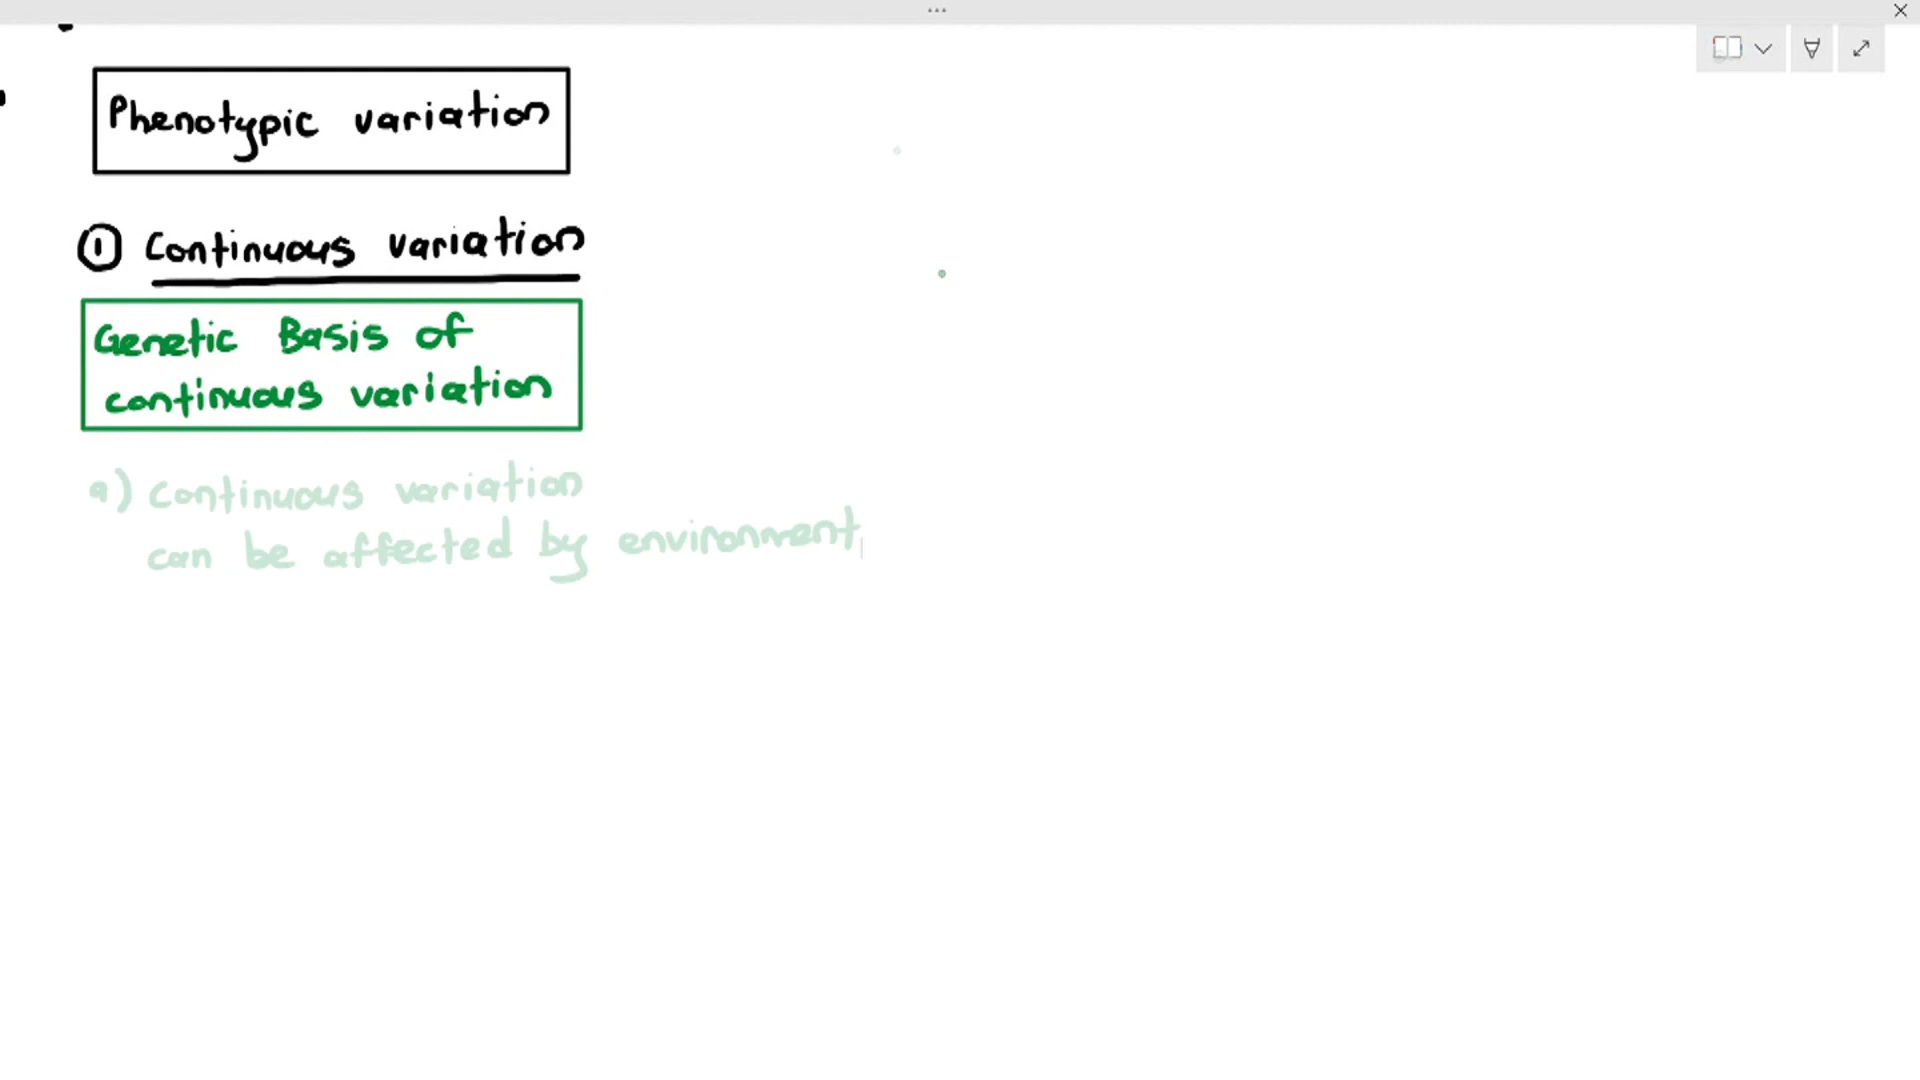 Phenotypic variation
① Continuous variation
Genetic Basis of
continuous variation
a) Continuous variation
can be affected by environment,